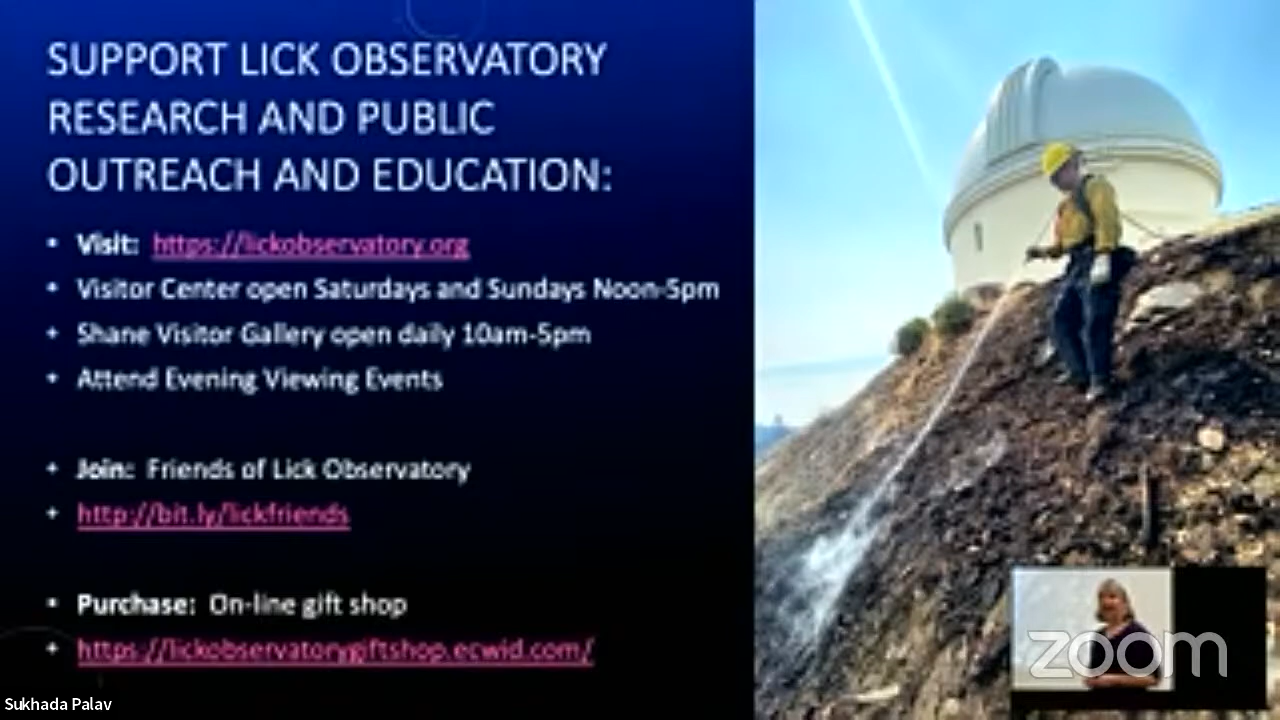 SUPPORT LICK OBSERVATORY
RESEARCH AND PUBLIC
OUTREACH AND EDUCATION:
• Visit: https://lickobservatory.org
• Visitor Center open Saturdays and Sundays Noon-5pm
• Shane Visitor Gallery open daily 10am-5pm
• Attend Evening Viewing Events
• Join: Friends of Lick Observatory
• http://bit.ly/lickfriends
• Purchase: On-line gift shop
• https://lickobservatorygiftshop.ecwid.com/
zoom
Sukhada Palav